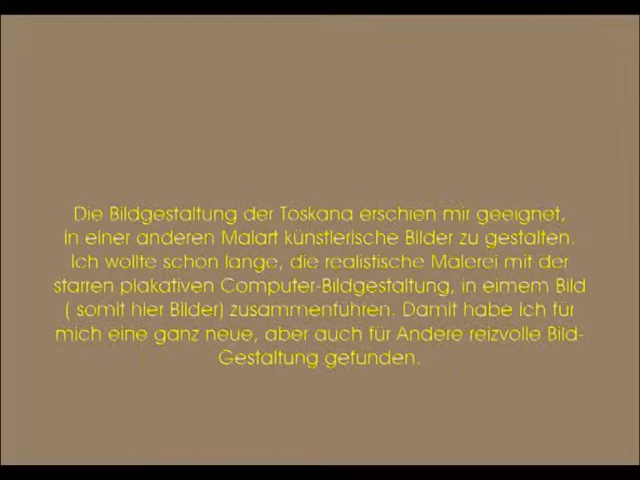 Die Bildgestaltung der Toskana erschien mir geeignet,
in einer anderen Malart künstlerische Bilder zu gestalten.
Ich wollte schon lange, die realistische Malerei mit der
starren plakativen Computer-Bildgestaltung, in eimem Bild
( somit hier Bilder) zusammenführen. Damit habe ich für
mich eine ganz neue, aber auch für Andere reizvolle Bild-
Gestaltung gefunden.